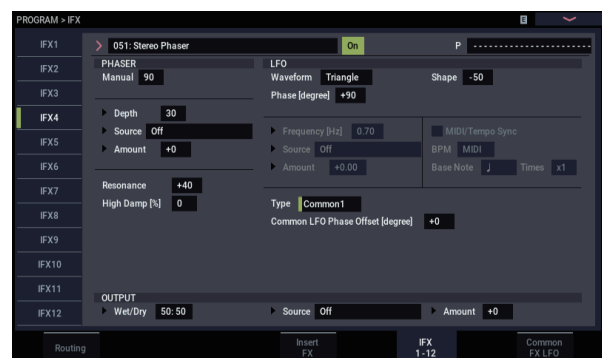 PROGRAM > IFX E
IFX1
IFX2
IFX3
IFX4
IFX5
IFX6
IFX7
IFX8
IFX9
IFX10
IFX11
IFX12
051: Stereo Phaser On P ----------------------
PHASER
Manual 90
Depth 30
Source Off
Amount +0
Resonance +40
High Damp [%] 0
LFO
Waveform Triangle Shape -50
Phase [degree] +90
Frequency [Hz] 0.70
Source Off
Amount +0.00
MIDI/Tempo Sync
BPM MIDI
Base Note ♩ Times x1
Type Common1
Common LFO Phase Offset [degree] +0
OUTPUT
Wet/Dry 50:50 Source Off Amount +0
Routing
Insert
FX
IFX
1-12
Common
FX LFO